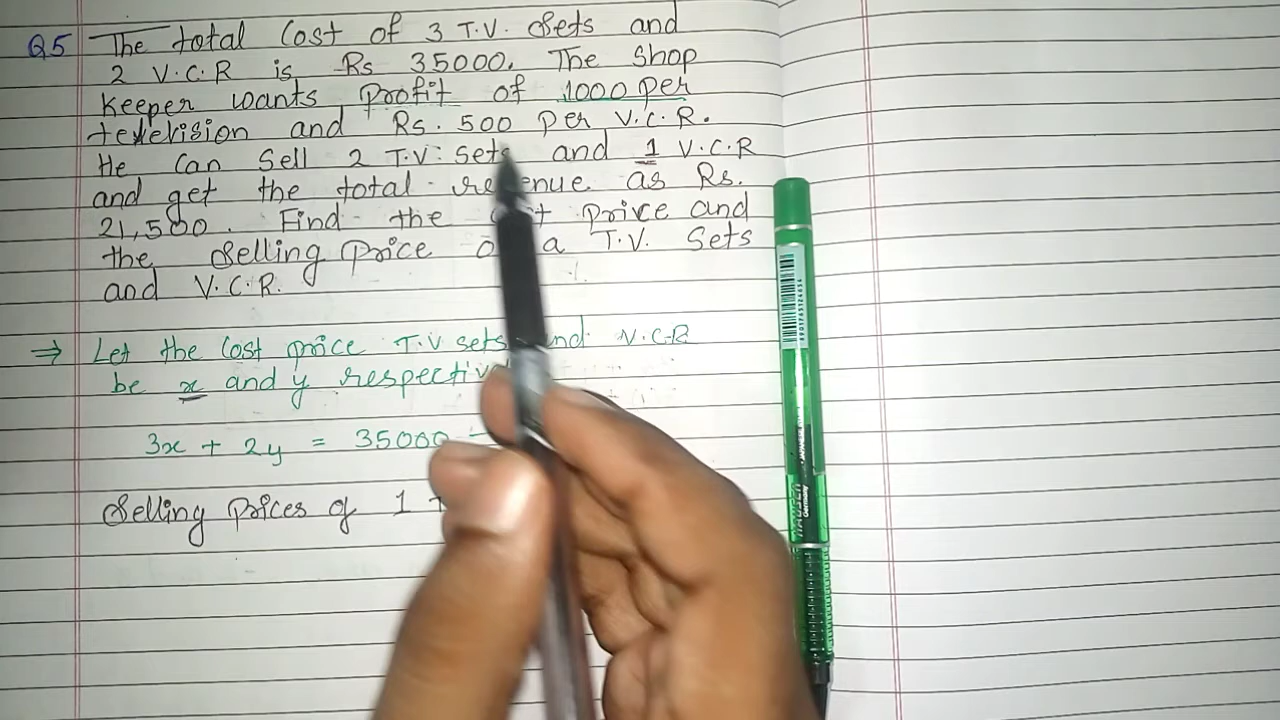 Q5 The total Cost of 3 T.V. Sets and
2 V.C.R is Rs 35000. The Shop
Keeper wants Profit of 1000 per
television and Rs. 500 per V.C.R.
He Can Sell 2 T.V. Sets and 1 V.C.R
and get the total revenue as Rs.
21,500. Find the price and
the Selling price a T.V. Sets
and V.C.R.
⇒ Let the Cost price T.V sets and V.C.R
be x and y
3x + 2y = 35000
Selling Prices of 1